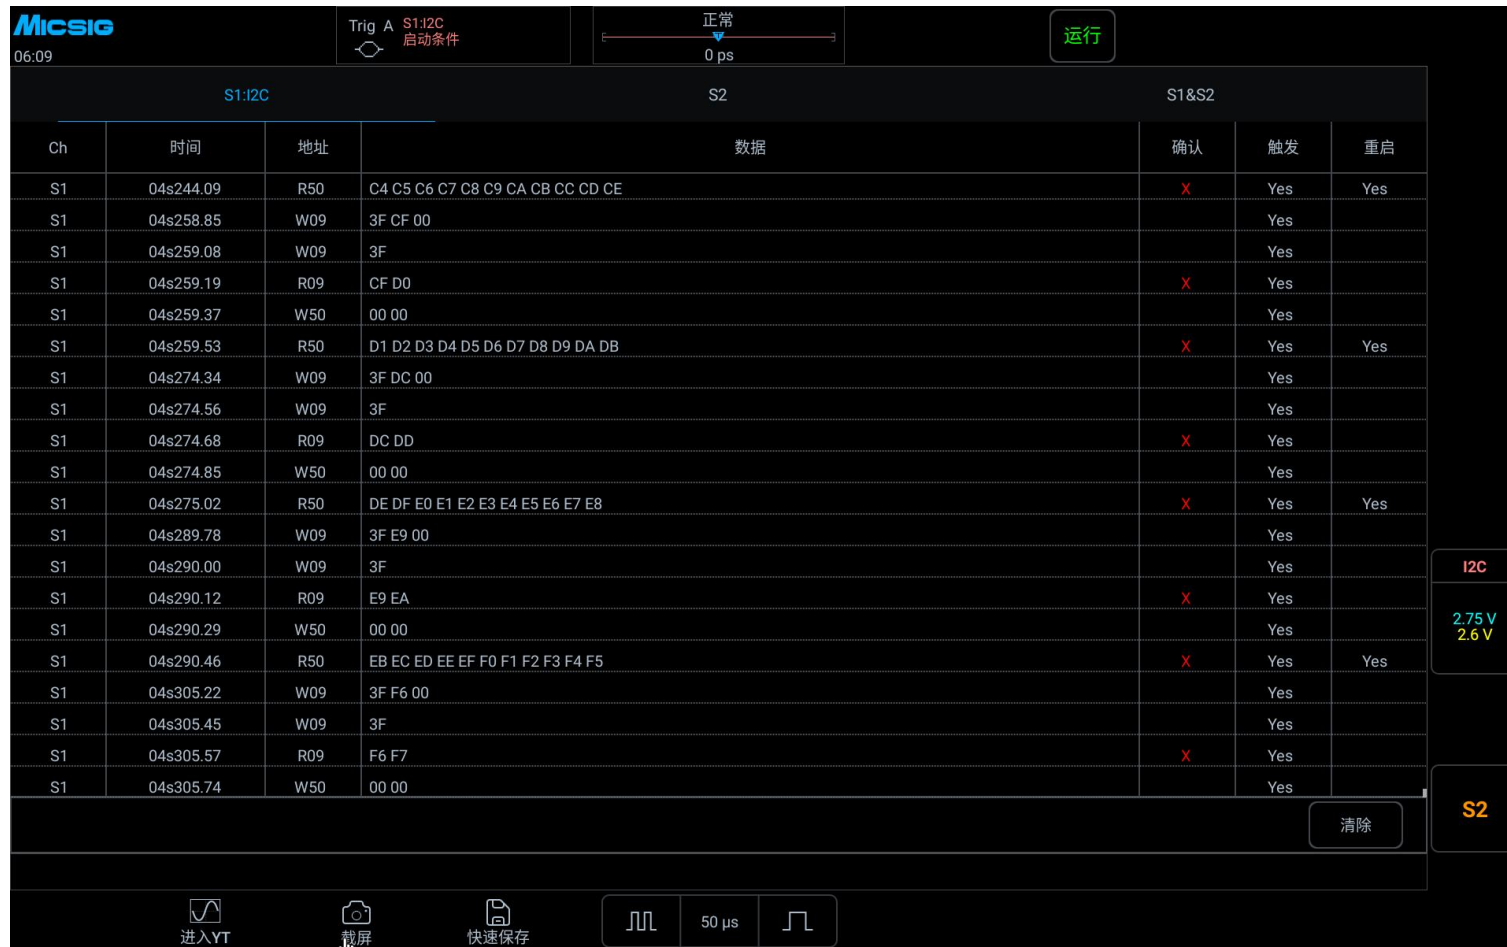 Micsig
Trig A S1:I2C
启动条件
正常
0 ps
运行
06:09
S1:I2C S2 S1&S2
Ch 时间 地址 数据 确认 触发 重启
S1 04s244.09 R50 C4 C5 C6 C7 C8 C9 CA CB CC CD CE X Yes Yes
S1 04s258.85 W09 3F CF 00 Yes
S1 04s259.08 W09 3F Yes
S1 04s259.19 R09 CF D0 X Yes
S1 04s259.37 W50 00 00 Yes
S1 04s259.53 R50 D1 D2 D3 D4 D5 D6 D7 D8 D9 DA DB X Yes Yes
S1 04s274.34 W09 3F DC 00 Yes
S1 04s274.56 W09 3F Yes
S1 04s274.68 R09 DC DD X Yes
S1 04s274.85 W50 00 00 Yes
S1 04s275.02 R50 DE DF E0 E1 E2 E3 E4 E5 E6 E7 E8 X Yes Yes
S1 04s289.78 W09 3F E9 00 Yes
S1 04s290.00 W09 3F Yes
S1 04s290.12 R09 E9 EA X Yes
S1 04s290.29 W50 00 00 Yes
S1 04s290.46 R50 EB EC ED EE EF F0 F1 F2 F3 F4 F5 X Yes Yes
S1 04s305.22 W09 3F F6 00 Yes
S1 04s305.45 W09 3F Yes
S1 04s305.57 R09 F6 F7 X Yes
S1 04s305.74 W50 00 00 Yes
I2C
2.75 V
2.6 V
S2
清除
进入YT 截屏 快速保存 50 μs